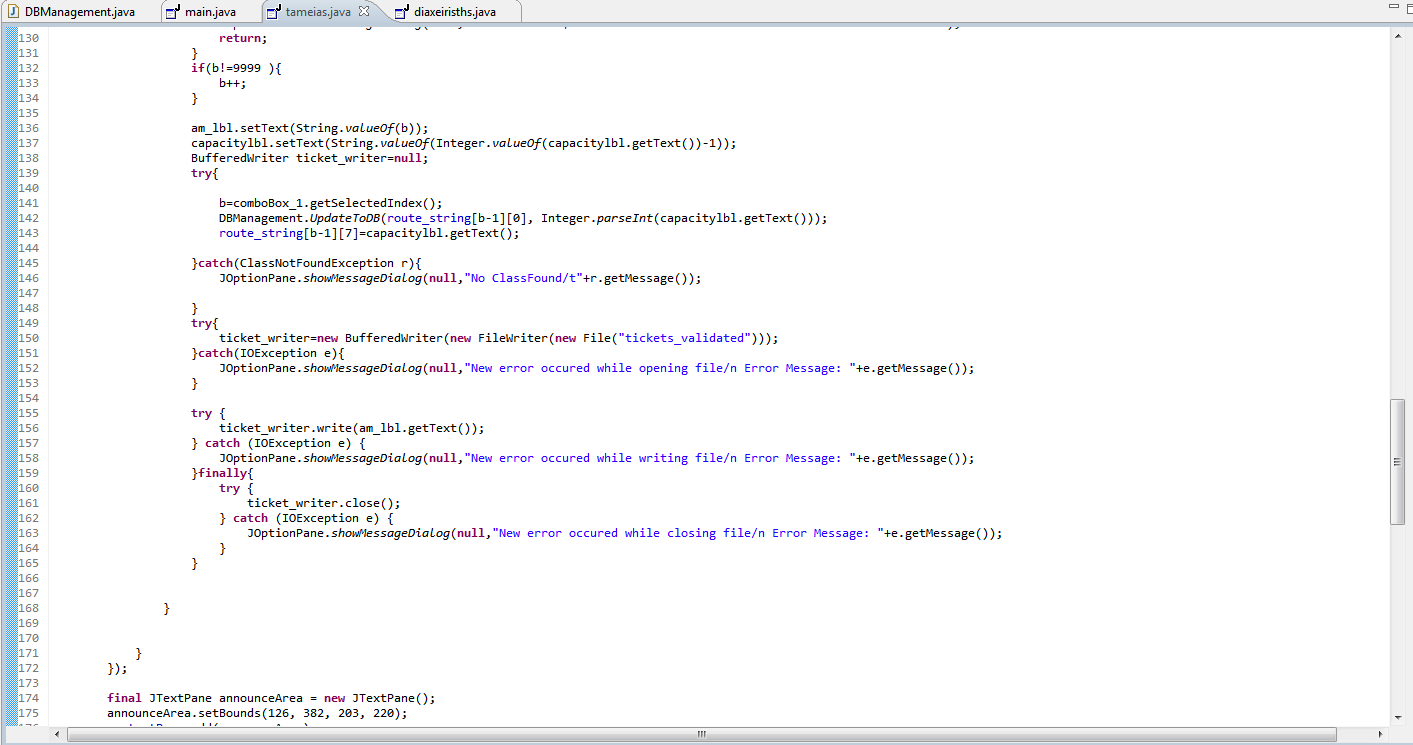 DBManagement.java main.java tameias.java diaxeirisths.java
130 return;
131 }
132 if(b!=9999 ){
133 b++;
134 }
135
136 am_lbl.setText(String.valueOf(b));
137 capacitylbl.setText(String.valueOf(Integer.valueOf(capacitylbl.getText())-1));
138 BufferedWriter ticket_writer=null;
139 try{
140
141 b=comboBox_1.getSelectedIndex();
142 DBManagement.UpdateToDB(route_string[b-1][0], Integer.parseInt(capacitylbl.getText()));
143 route_string[b-1][7]=capacitylbl.getText();
144
145 }catch(ClassNotFoundException r){
146 JOptionPane.showMessageDialog(null,"No ClassFound/t"+r.getMessage());
147
148 }
149 try{
150 ticket_writer=new BufferedWriter(new FileWriter(new File("tickets_validated")));
151 }catch(IOException e){
152 JOptionPane.showMessageDialog(null,"New error occured while opening file/n Error Message: "+e.getMessage());
153 }
154
155 try {
156 ticket_writer.write(am_lbl.getText());
157 } catch (IOException e) {
158 JOptionPane.showMessageDialog(null,"New error occured while writing file/n Error Message: "+e.getMessage());
159 }finally{
160 try {
161 ticket_writer.close();
162 } catch (IOException e) {
163 JOptionPane.showMessageDialog(null,"New error occured while closing file/n Error Message: "+e.getMessage());
164 }
165 }
166
167
168 }
169
170
171 }
172 });
173
174 final JTextPane announceArea = new JTextPane();
175 announceArea.setBounds(126, 382, 203, 220);